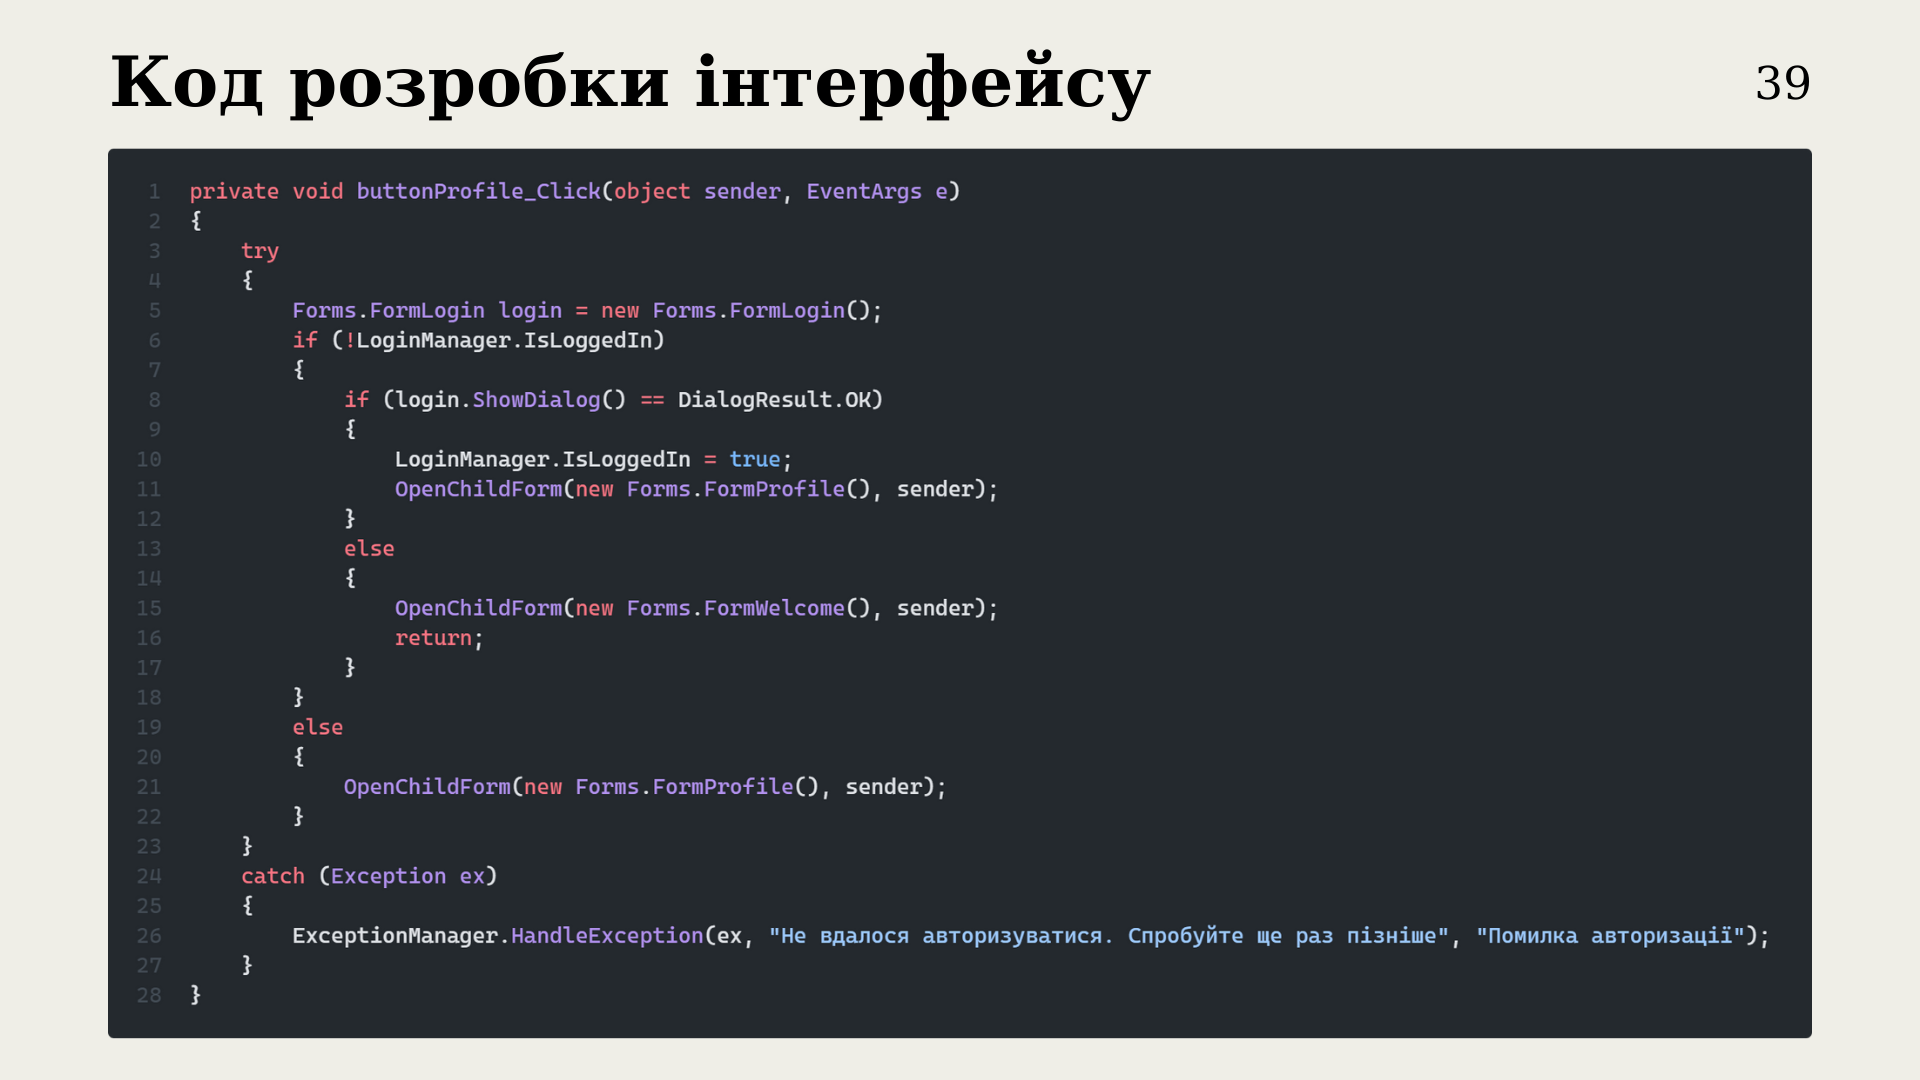 Код розробки інтерфейсу
39
1 private void buttonProfile_Click(object sender, EventArgs e)
2 {
3     try
4     {
5         Forms.FormLogin login = new Forms.FormLogin();
6         if (!LoginManager.IsLoggedIn)
7         {
8             if (login.ShowDialog() == DialogResult.OK)
9             {
10                 LoginManager.IsLoggedIn = true;
11                 OpenChildForm(new Forms.FormProfile(), sender);
12             }
13             else
14             {
15                 OpenChildForm(new Forms.FormWelcome(), sender);
16                 return;
17             }
18         }
19         else
20         {
21             OpenChildForm(new Forms.FormProfile(), sender);
22         }
23     }
24     catch (Exception ex)
25     {
26         ExceptionManager.HandleException(ex, "Не вдалося авторизуватися. Спробуйте ще раз пізніше", "Помилка авторизації");
27     }
28 }